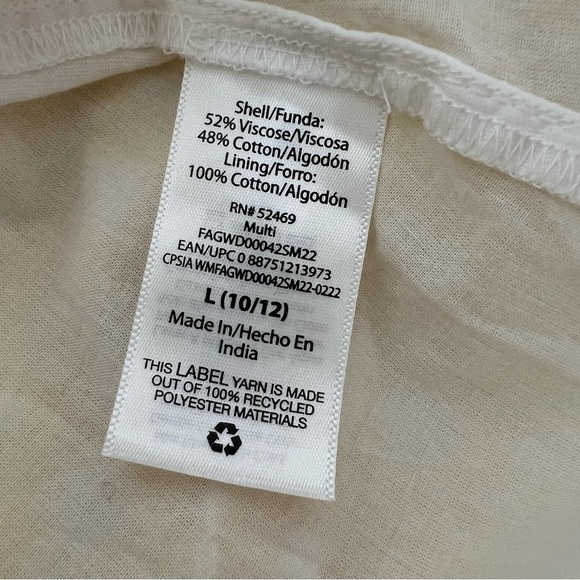 Shell/Funda:
52% Viscose/Viscosa
48% Cotton/Algodón
Lining/Forro:
100% Cotton/Algodón
RN# 52469
Multi
FAGWD00042SM22
EAN/UPC 0 88751213973
CPSIA WMFAGWD00042SM22-0222
L (10/12)
Made In/Hecho En
India
THIS LABEL YARN IS MADE
OUT OF 100% RECYCLED
POLYESTER MATERIALS